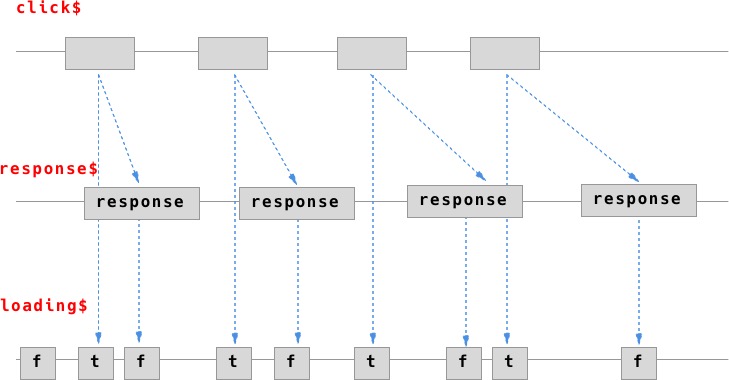 click$
response$
response response response response
loading$
f t f t f t f t f